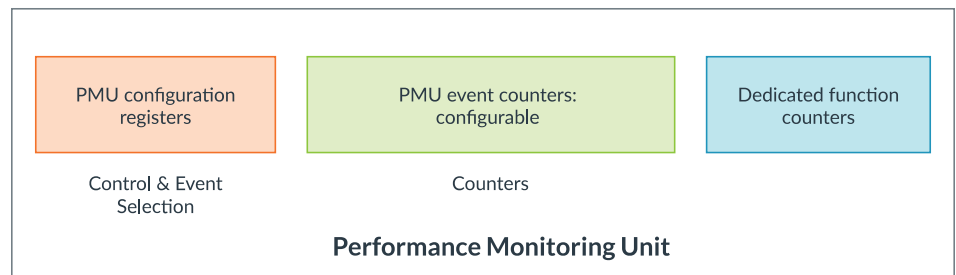 PMU configuration
registers
PMU event counters:
configurable
Dedicated function
counters
Control & Event
Selection
Counters
Performance Monitoring Unit